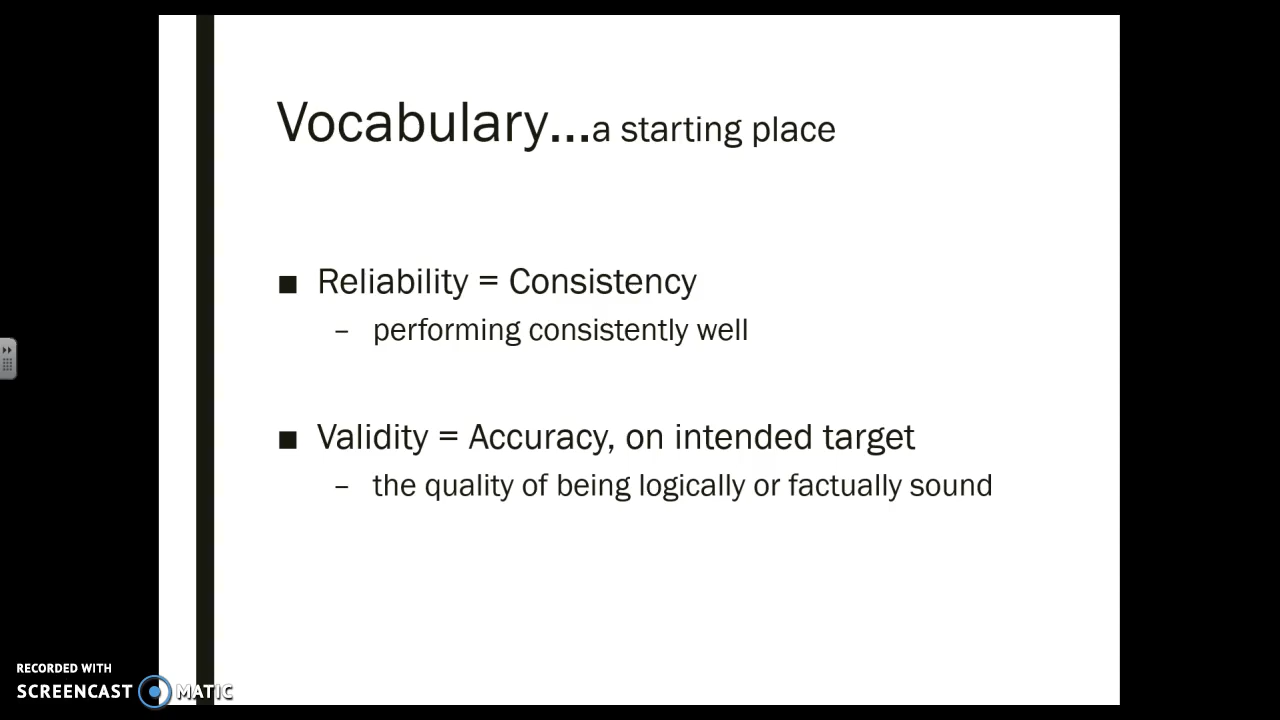 Vocabulary...a starting place
■ Reliability = Consistency
– performing consistently well
■ Validity = Accuracy, on intended target
– the quality of being logically or factually sound
RECORDED WITH
SCREENCAST MATIC